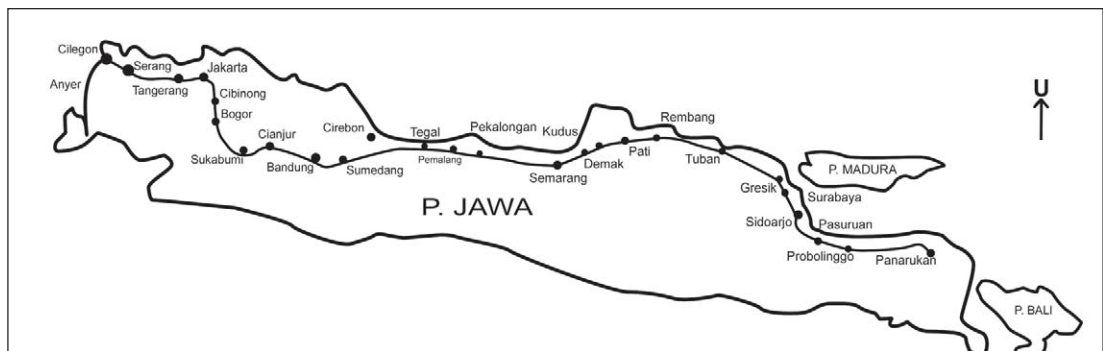 Cilegon
Serang
Jakarta
Anyer
Tangerang
Cibinong
Bogor
Cianjur
Sukabumi
Bandung
Sumedang
Cirebon
Tegal
Pemalang
Pekalongan
Kudus
Semarang
Demak
Pati
Rembang
Tuban
Gresik
Surabaya
Sidoarjo
Pasuruan
Probolinggo
Panarukan
P. MADURA
P. JAWA
P. BALI
U